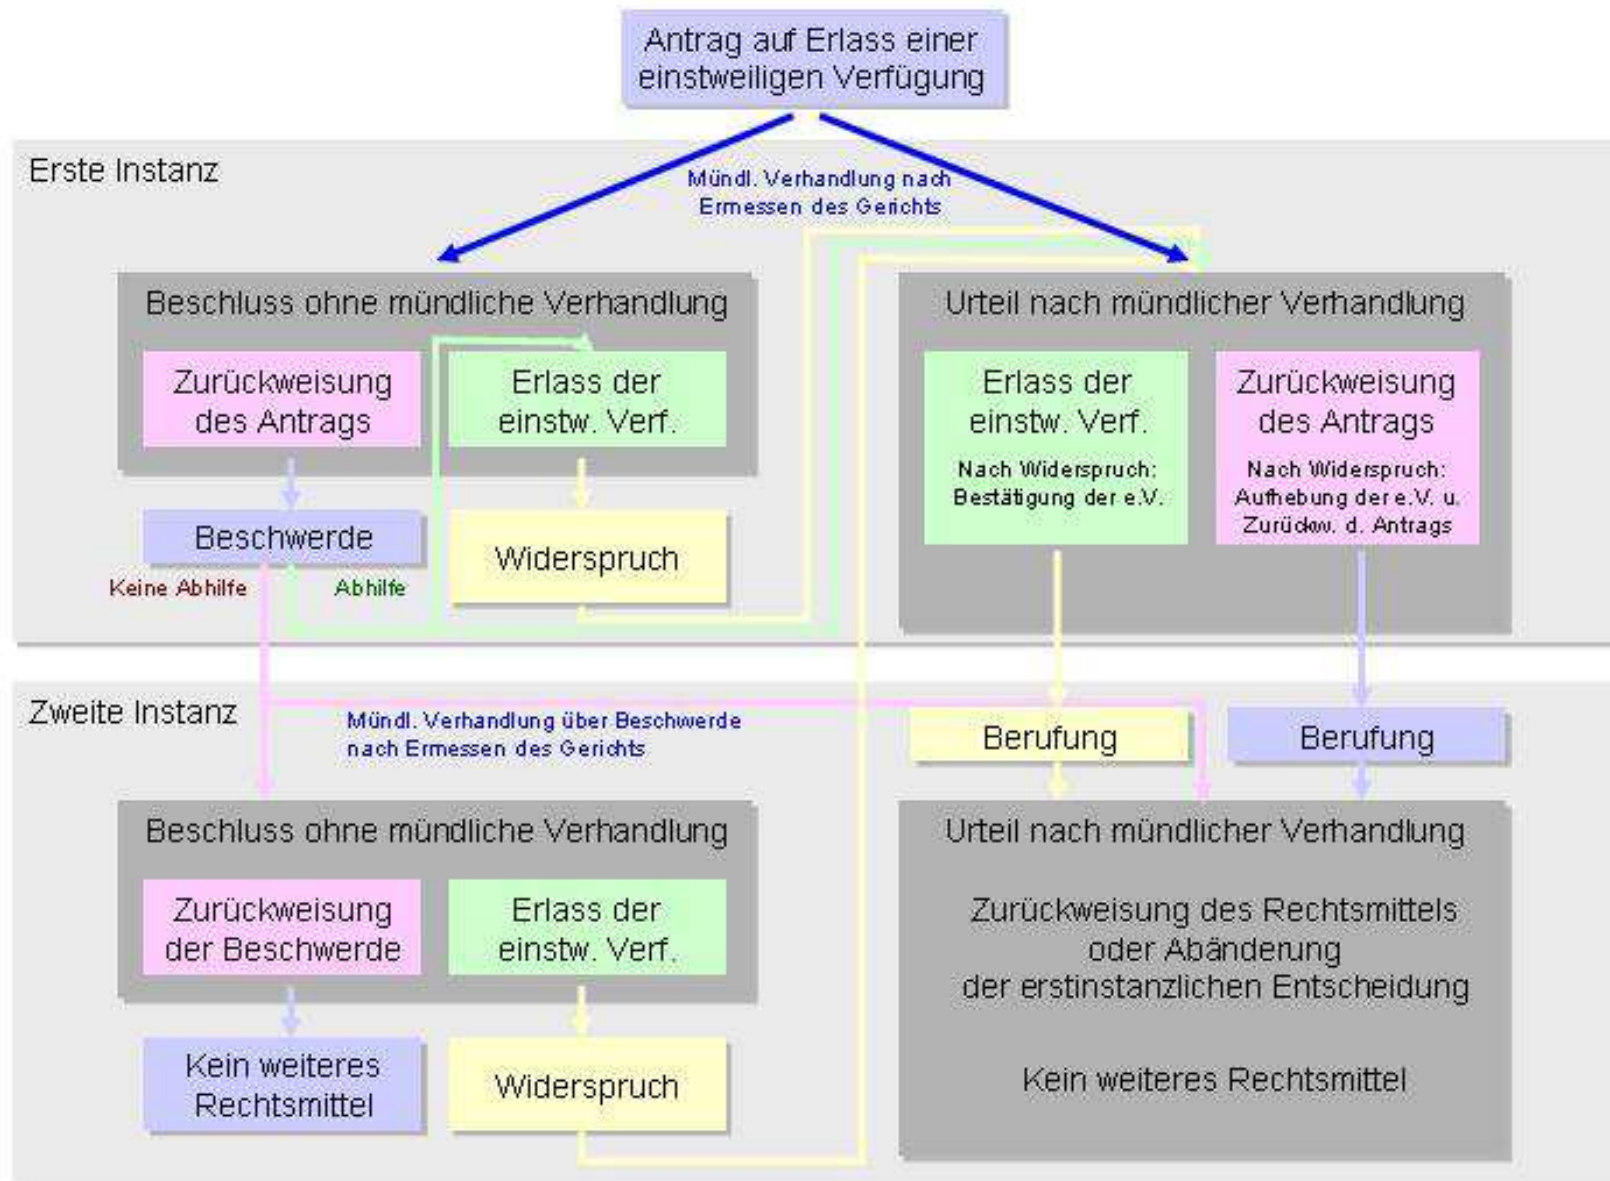 Antrag auf Erlass einer
einstweiligen Verfügung
Erste Instanz
Mündl. Verhandlung nach
Ermessen des Gerichts
Beschluss ohne mündliche Verhandlung
Zurückweisung
des Antrags
Erlass der
einstw. Verf.
Beschwerde
Keine Abhilfe
Abhilfe
Widerspruch
Urteil nach mündlicher Verhandlung
Erlass der
einstw. Verf.
Nach Widerspruch:
Bestätigung der e.V.
Zurückweisung
des Antrags
Nach Widerspruch:
Aufhebung der e.V. u.
Zurückw. d. Antrags
Zweite Instanz
Mündl. Verhandlung über Beschwerde
nach Ermessen des Gerichts
Berufung
Berufung
Beschluss ohne mündliche Verhandlung
Zurückweisung
der Beschwerde
Erlass der
einstw. Verf.
Kein weiteres
Rechtsmittel
Widerspruch
Urteil nach mündlicher Verhandlung
Zurückweisung des Rechtsmittels
oder Abänderung
der erstinstanzlichen Entscheidung
Kein weiteres Rechtsmittel